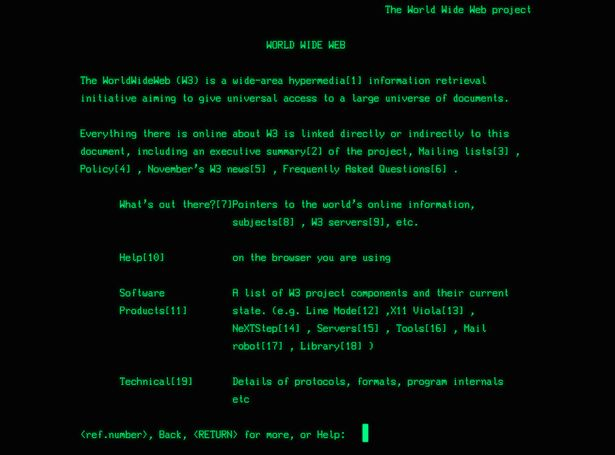 The World Wide Web project
WORLD WIDE WEB
The WorldWideWeb (W3) is a wide-area hypermedia[1] information retrieval
initiative aiming to give universal access to a large universe of documents.
Everything there is online about W3 is linked directly or indirectly to this
document, including an executive summary[2] of the project, Mailing lists[3] ,
Policy[4] , November's W3 news[5] , Frequently Asked Questions[6] .
What's out there?[7]Pointers to the world's online information,
subjects[8] , W3 servers[9], etc.
Help[10] on the browser you are using
Software A list of W3 project components and their current
Products[11] state. (e.g. Line Mode[12] ,X11 Viola[13] ,
NeXTStep[14] , Servers[15] , Tools[16] , Mail
robot[17] , Library[18] )
Technical[19] Details of protocols, formats, program internals
etc
<ref.number>, Back, <RETURN> for more, or Help: